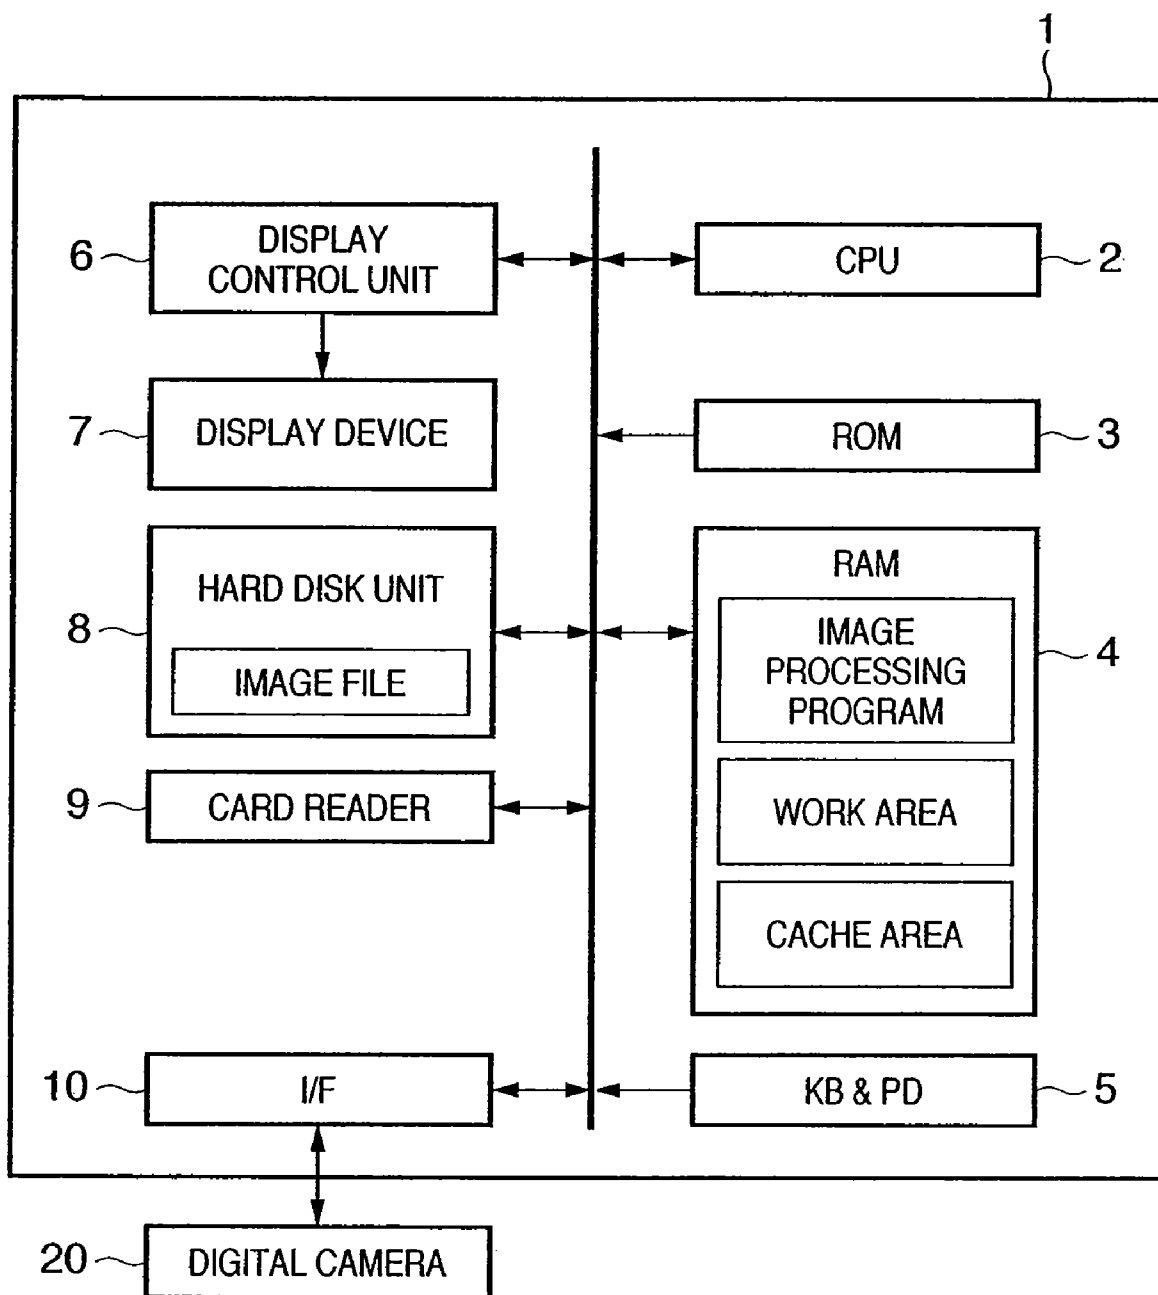 1
6
DISPLAY
CONTROL UNIT
CPU
2
7
DISPLAY DEVICE
ROM
3
8
HARD DISK UNIT
IMAGE FILE
RAM
IMAGE
PROCESSING
PROGRAM
WORK AREA
CACHE AREA
4
9
CARD READER
10
I/F
KB & PD
5
20
DIGITAL CAMERA